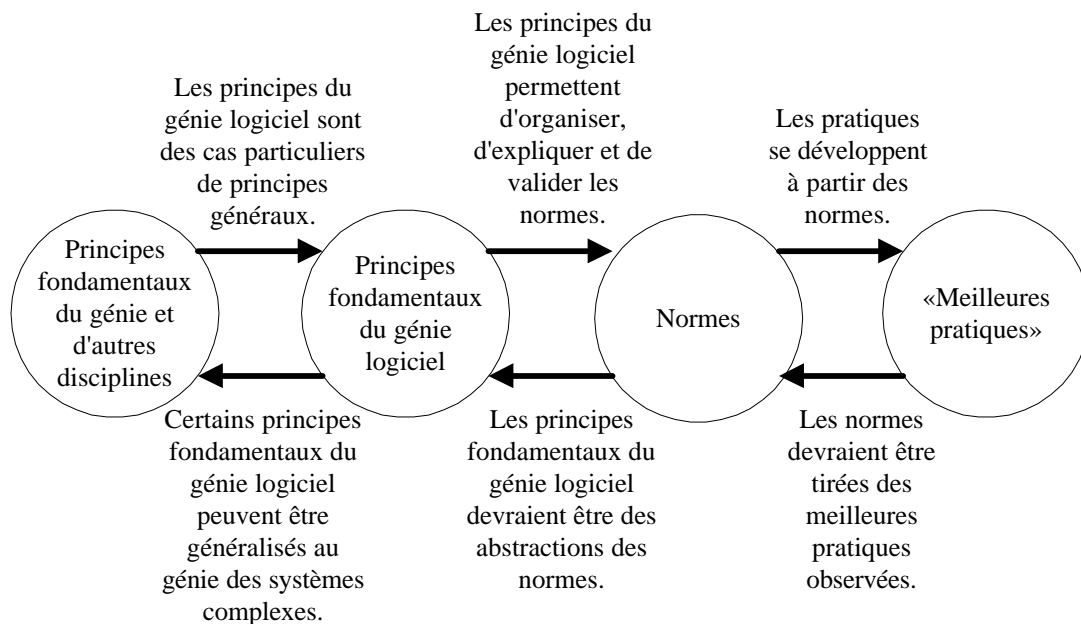 Les principes du
génie logiciel sont
des cas particuliers
de principes
généraux.
Les principes du
génie logiciel
permettent
d'organiser,
d'expliquer et de
valider les
normes.
Les pratiques
se développent
à partir des
normes.
Principes
fondamentaux
du génie et
d'autres
disciplines
Principes
fondamentaux
du génie
logiciel
Normes
«Meilleures
pratiques»
Certains principes
fondamentaux du
génie logiciel
peuvent être
généralisés au
génie des systèmes
complexes.
Les principes
fondamentaux du
génie logiciel
devraient être des
abstractions des
normes.
Les normes
devraient être
tirées des
meilleures
pratiques
observées.